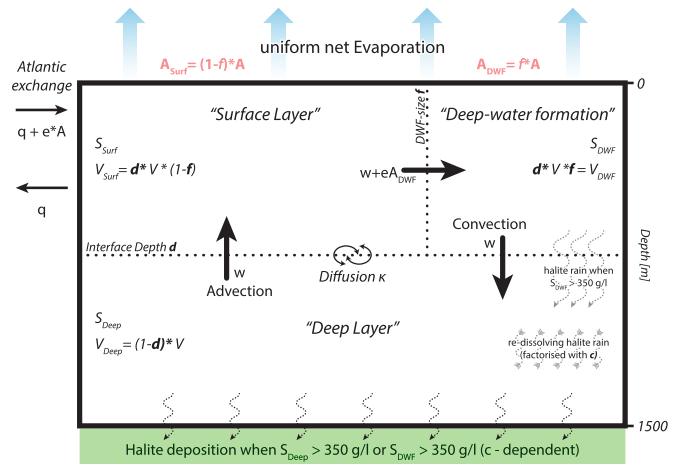 uniform net Evaporation
A_Surf = (1-f)*A
A_DWF = f*A
Atlantic
exchange
q + e*A
q
0
"Surface Layer"
DWF-size f
"Deep-water formation"
S_Surf
V_Surf = d* V * (1-f)
S_DWF
d* V *f = V_DWF
w+eA_DWF
Convection
w
Interface Depth d
w
Advection
Diffusion κ
Depth [m]
halite rain when
S_DWF > 350 g/l
S_Deep
V_Deep = (1-d)* V
"Deep Layer"
re-dissolving halite rain
(factorised with c)
1500
Halite deposition when S_Deep > 350 g/l or S_DWF > 350 g/l (c - dependent)